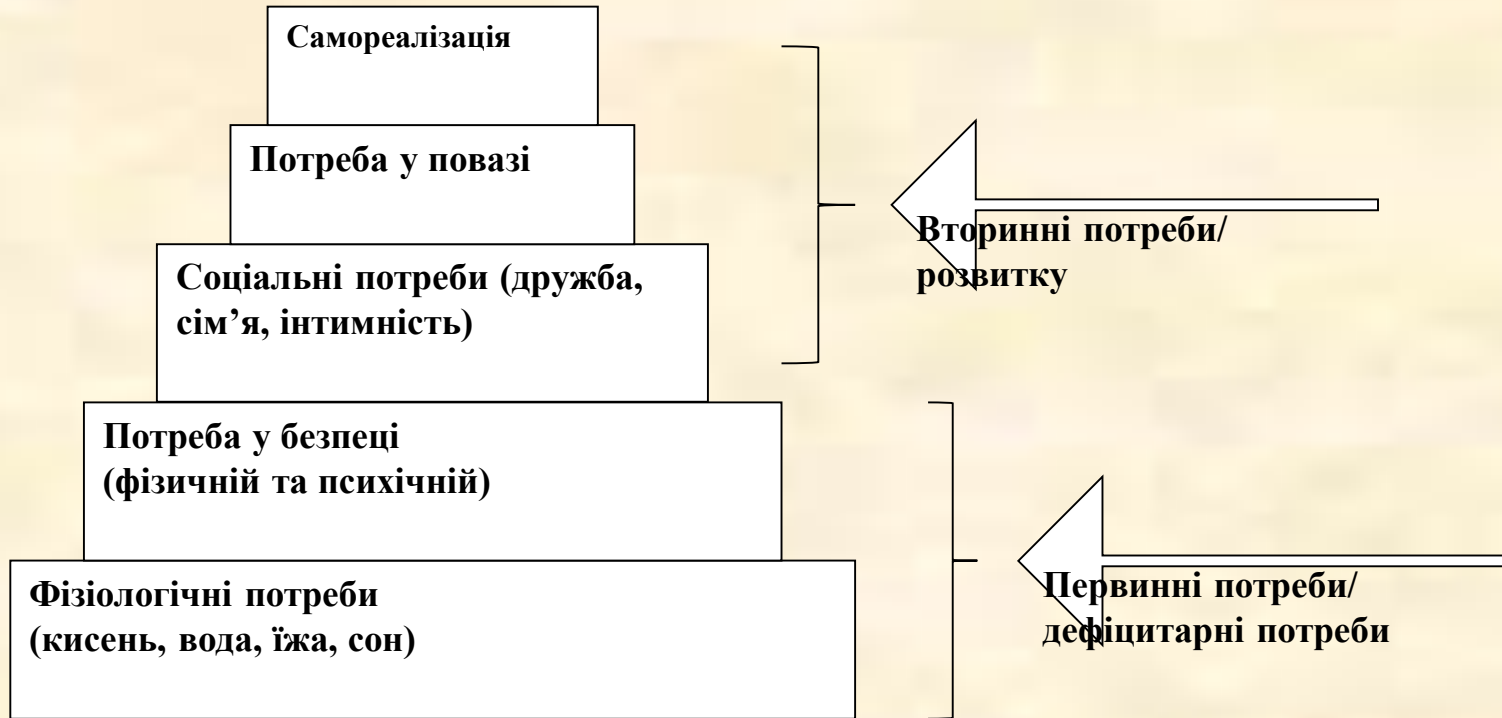 Самореалізація
Потреба у повазі
Соціальні потреби (дружба,
сім’я, інтимність)
Вторинні потреби/
розвитку
Потреба у безпеці
(фізичній та психічній)
Фізіологічні потреби
(кисень, вода, їжа, сон)
Первинні потреби/
дефіцитарні потреби